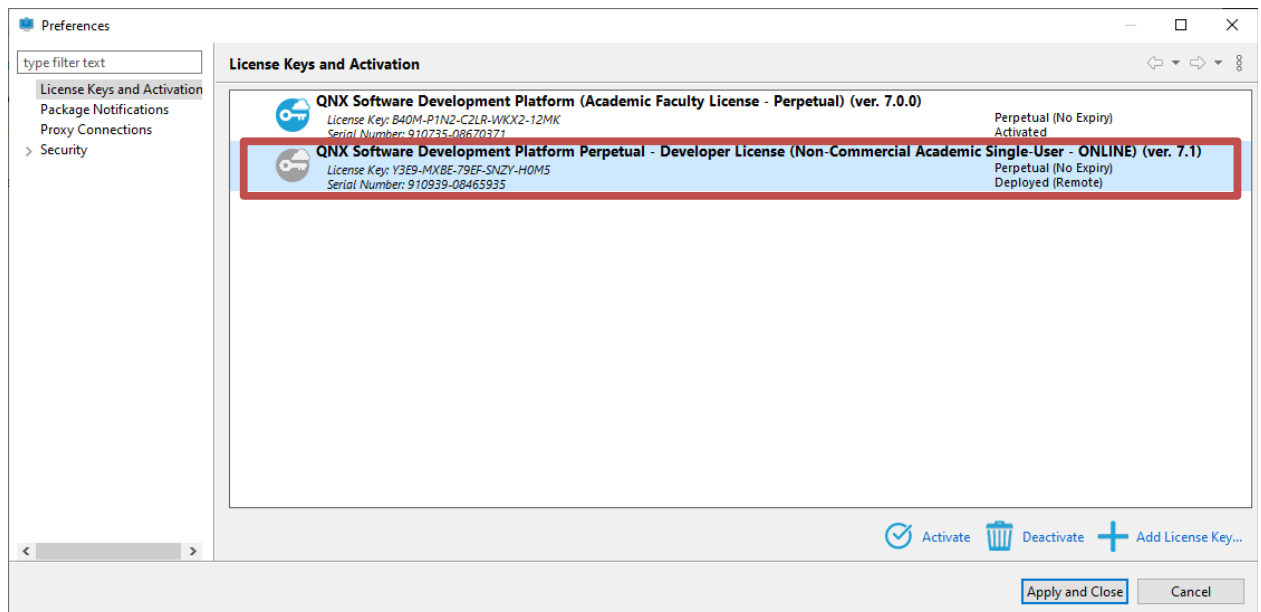 Preferences
type filter text
License Keys and Activation
Package Notifications
Proxy Connections
Security
License Keys and Activation
QNX Software Development Platform (Academic Faculty License - Perpetual) (ver. 7.0.0)
License Key: B40M-P1N2-C2LR-WKX2-12MK
Perpetual (No Expiry)
Serial Number: 910735-08670371
Activated
QNX Software Development Platform Perpetual - Developer License (Non-Commercial Academic Single-User - ONLINE) (ver. 7.1)
License Key: Y3E9-MXBE-79EF-SNZY-H0M5
Perpetual (No Expiry)
Serial Number: 910939-08465935
Deployed (Remote)
Activate
Deactivate
Add License Key...
Apply and Close
Cancel